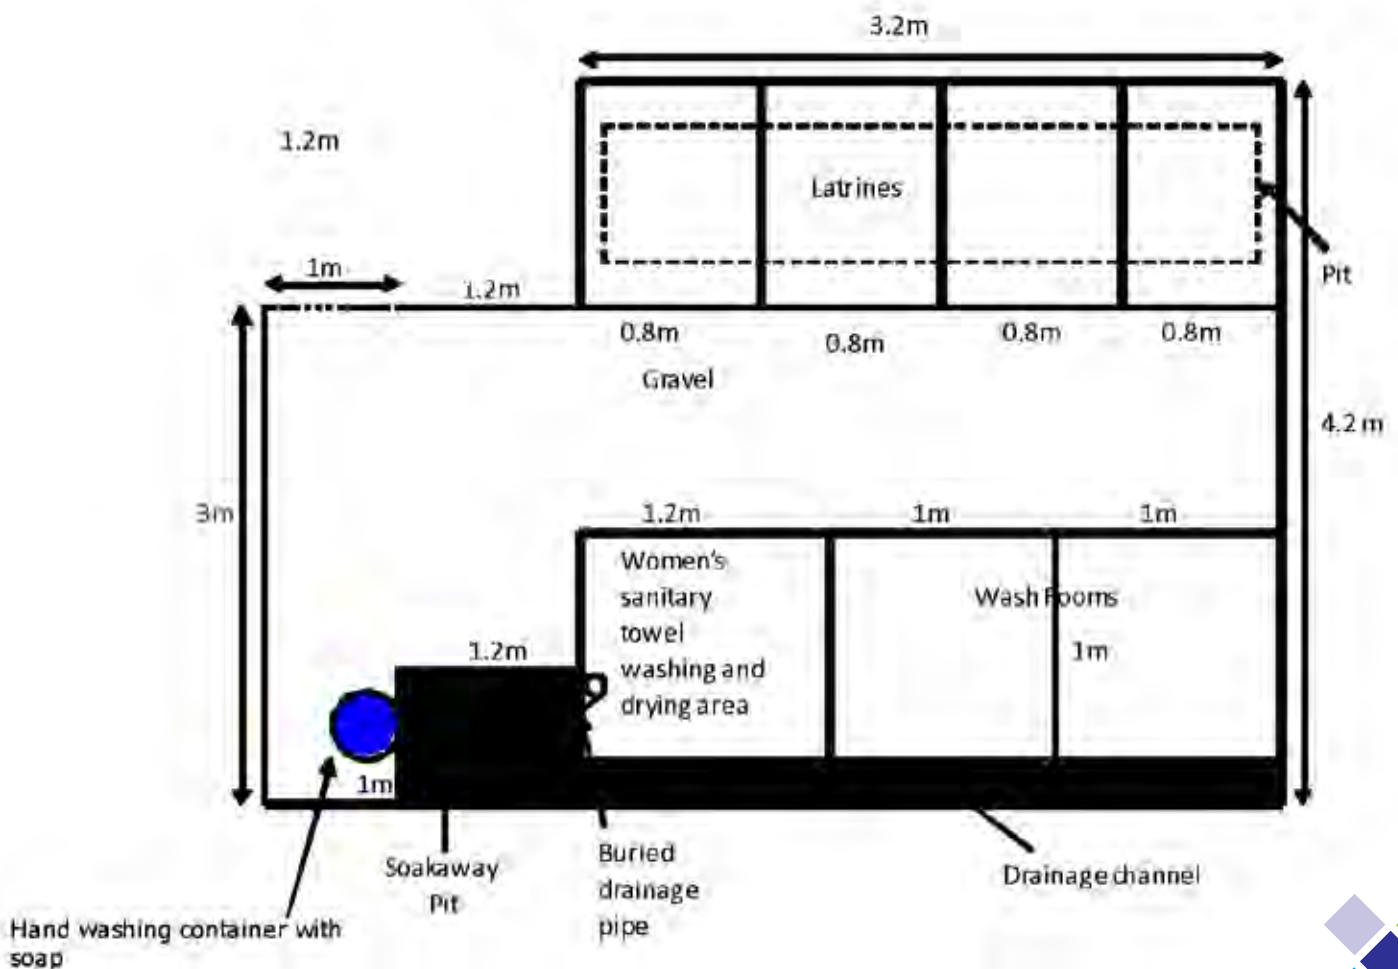 3.2m
1.2m
Latrines
1m
1.2m
Pit
0.8m
0.8m
0.8m
0.8m
Gravel
4.2 m
3m
1.2m
1m
1m
Women's
sanitary
towel
washing and
drying area
Wash Rooms
1m
1.2m
1m
Soakaway
Pit
Buried
drainage
pipe
Drainage channel
Hand washing container with
soap